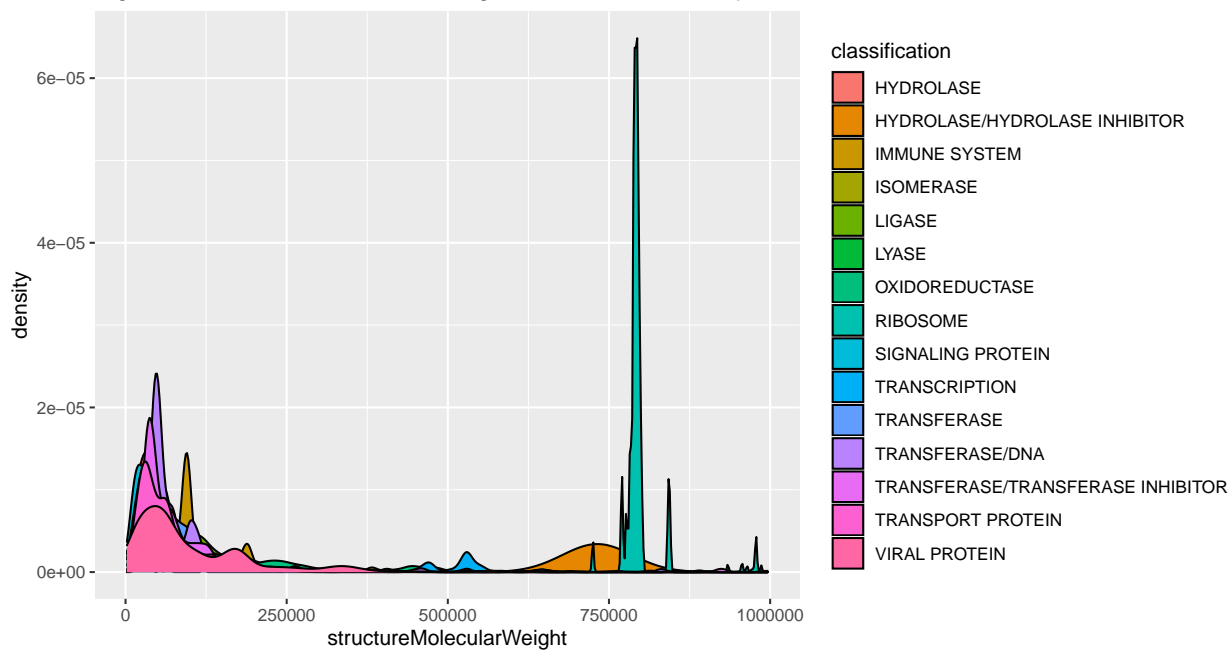 classification
HYDROLASE
HYDROLASE/HYDROLASE INHIBITOR
IMMUNE SYSTEM
ISOMERASE
LIGASE
LYASE
OXIDOREDUCTASE
RIBOSOME
SIGNALING PROTEIN
TRANSCRIPTION
TRANSFERASE
TRANSFERASE/DNA
TRANSFERASE/TRANSFERASE INHIBITOR
TRANSPORT PROTEIN
VIRAL PROTEIN
density
6e−05
4e−05
2e−05
0e+00
0 250000 500000 750000 1000000
structureMolecularWeight